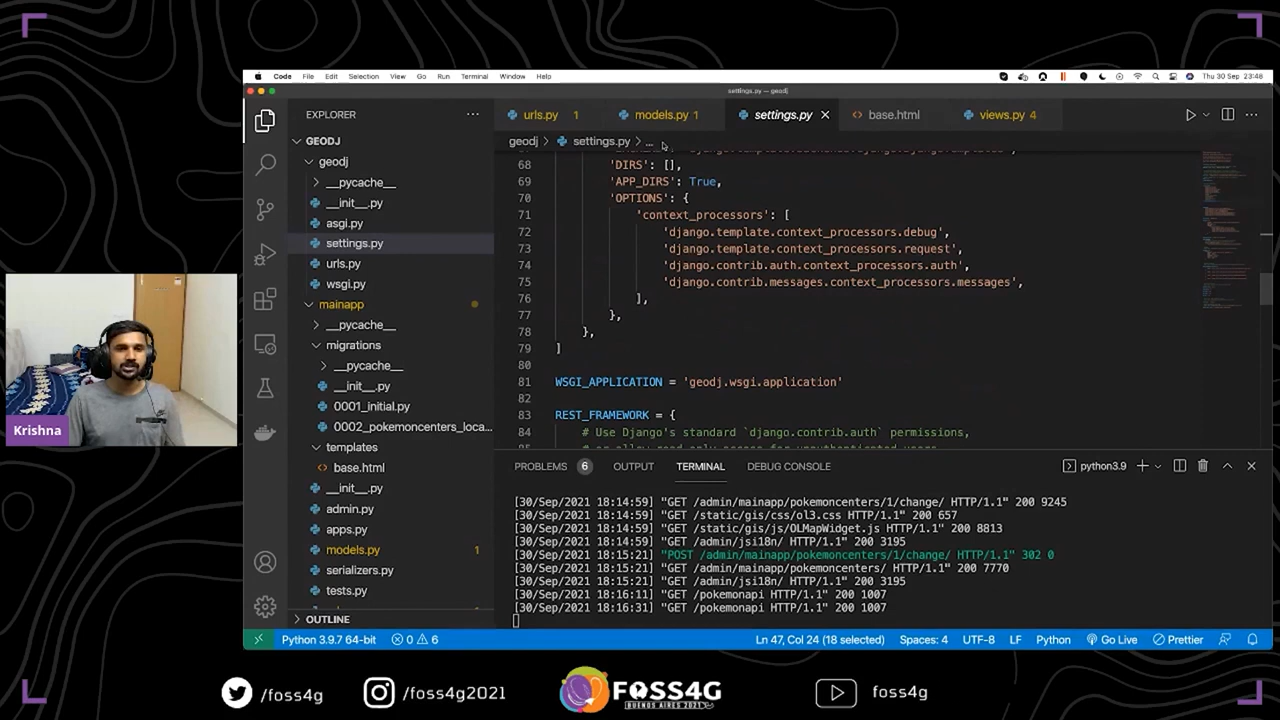 Code File Edit Selection View Go Run Terminal Window Help Thu 30 Sep 23:48
settings.py — geodj
EXPLORER
GEODJ
geodj
__pycache__
__init__.py
asgi.py
settings.py
urls.py
wsgi.py
mainapp
__pycache__
migrations
__pycache__
__init__.py
0001_initial.py
0002_pokemoncenters_loca...
templates
base.html
__init__.py
admin.py
apps.py
models.py 1
serializers.py
tests.py
OUTLINE
urls.py 1 models.py 1 settings.py base.html views.py 4
geodj > settings.py > ...
68 'DIRS': [],
69 'APP_DIRS': True,
70 'OPTIONS': {
71 'context_processors': [
72 'django.template.context_processors.debug',
73 'django.template.context_processors.request',
74 'django.contrib.auth.context_processors.auth',
75 'django.contrib.messages.context_processors.messages',
76 ],
77 },
78 },
79 ]
80
81 WSGI_APPLICATION = 'geodj.wsgi.application'
82
83 REST_FRAMEWORK = {
84 # Use Django's standard `django.contrib.auth` permissions,
PROBLEMS 6 OUTPUT TERMINAL DEBUG CONSOLE python3.9
[30/Sep/2021 18:14:59] "GET /admin/mainapp/pokemoncenters/1/change/ HTTP/1.1" 200 9245
[30/Sep/2021 18:14:59] "GET /static/gis/css/ol3.css HTTP/1.1" 200 657
[30/Sep/2021 18:14:59] "GET /static/gis/js/OLMapWidget.js HTTP/1.1" 200 8813
[30/Sep/2021 18:14:59] "GET /admin/jsi18n/ HTTP/1.1" 200 3195
[30/Sep/2021 18:15:21] "POST /admin/mainapp/pokemoncenters/1/change/ HTTP/1.1" 302 0
[30/Sep/2021 18:15:21] "GET /admin/mainapp/pokemoncenters/ HTTP/1.1" 200 7770
[30/Sep/2021 18:15:21] "GET /admin/jsi18n/ HTTP/1.1" 200 3195
[30/Sep/2021 18:16:11] "GET /pokemonapi HTTP/1.1" 200 1007
[30/Sep/2021 18:16:31] "GET /pokemonapi HTTP/1.1" 200 1007
Python 3.9.7 64-bit 0 6 Ln 47, Col 24 (18 selected) Spaces: 4 UTF-8 LF Python Go Live Prettier
Krishna
/foss4g
/foss4g2021
FOSS4G
BUENOS AIRES 2021
foss4g